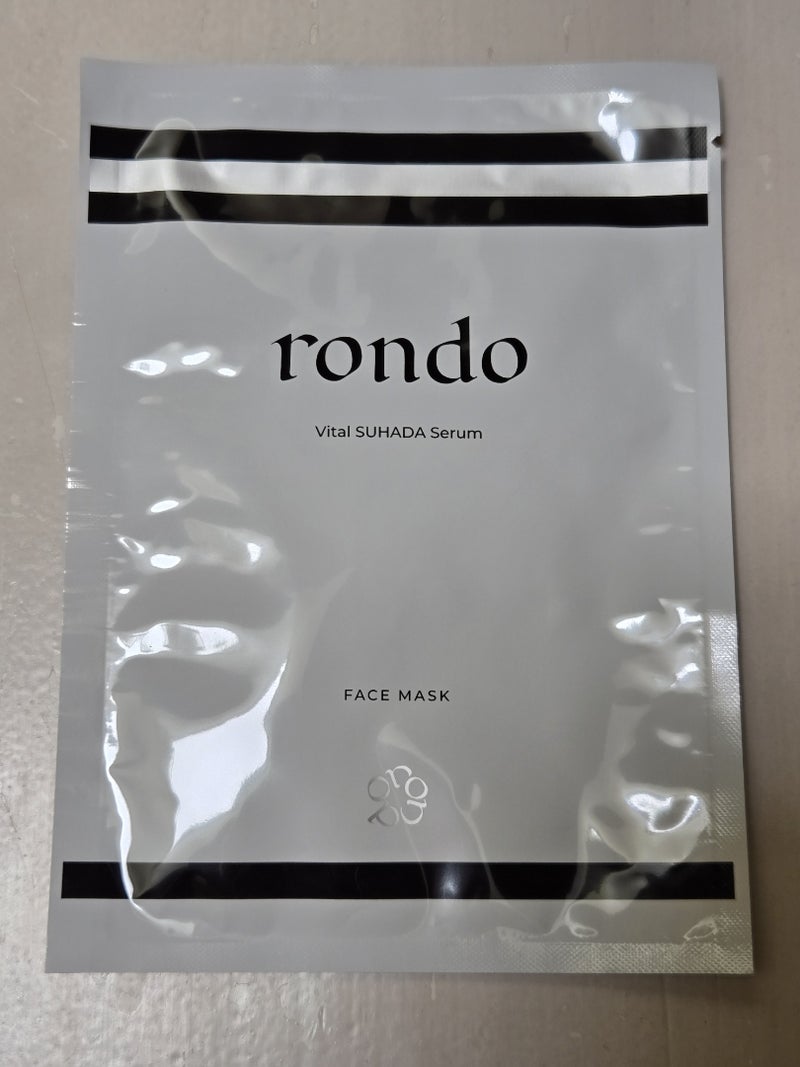 rondo
Vital SUHADA Serum
FACE MASK